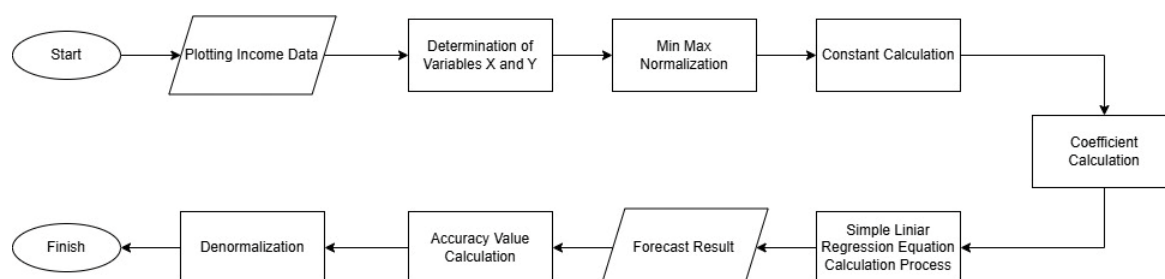 Start
Plotting Income Data
Determination of
Variables X and Y
Min Max
Normalization
Constant Calculation
Coefficient
Calculation
Simple Liniar
Regression Equation
Calculation Process
Forecast Result
Accuracy Value
Calculation
Denormalization
Finish